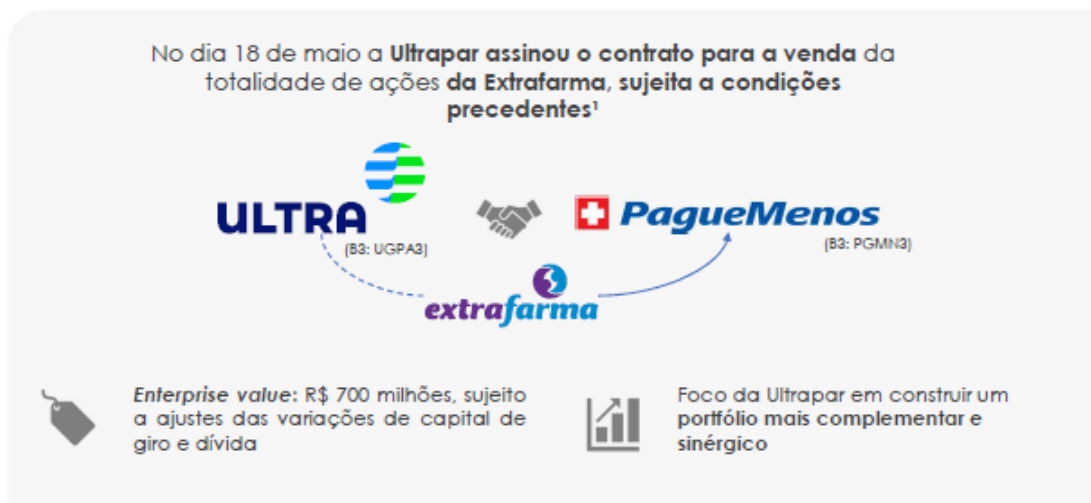 No dia 18 de maio a Ultrapar assinou o contrato para a venda da
totalidade de ações da Extrafarma, sujeita a condições
precedentes¹
ULTRA
(B3: UGPA3)
PagueMenos
(B3: PGMN3)
extrafarma
Enterprise value: R$ 700 milhões, sujeito
a ajustes das variações de capital de
giro e dívida
Foco da Ultrapar em construir um
portfólio mais complementar e
sinérgico